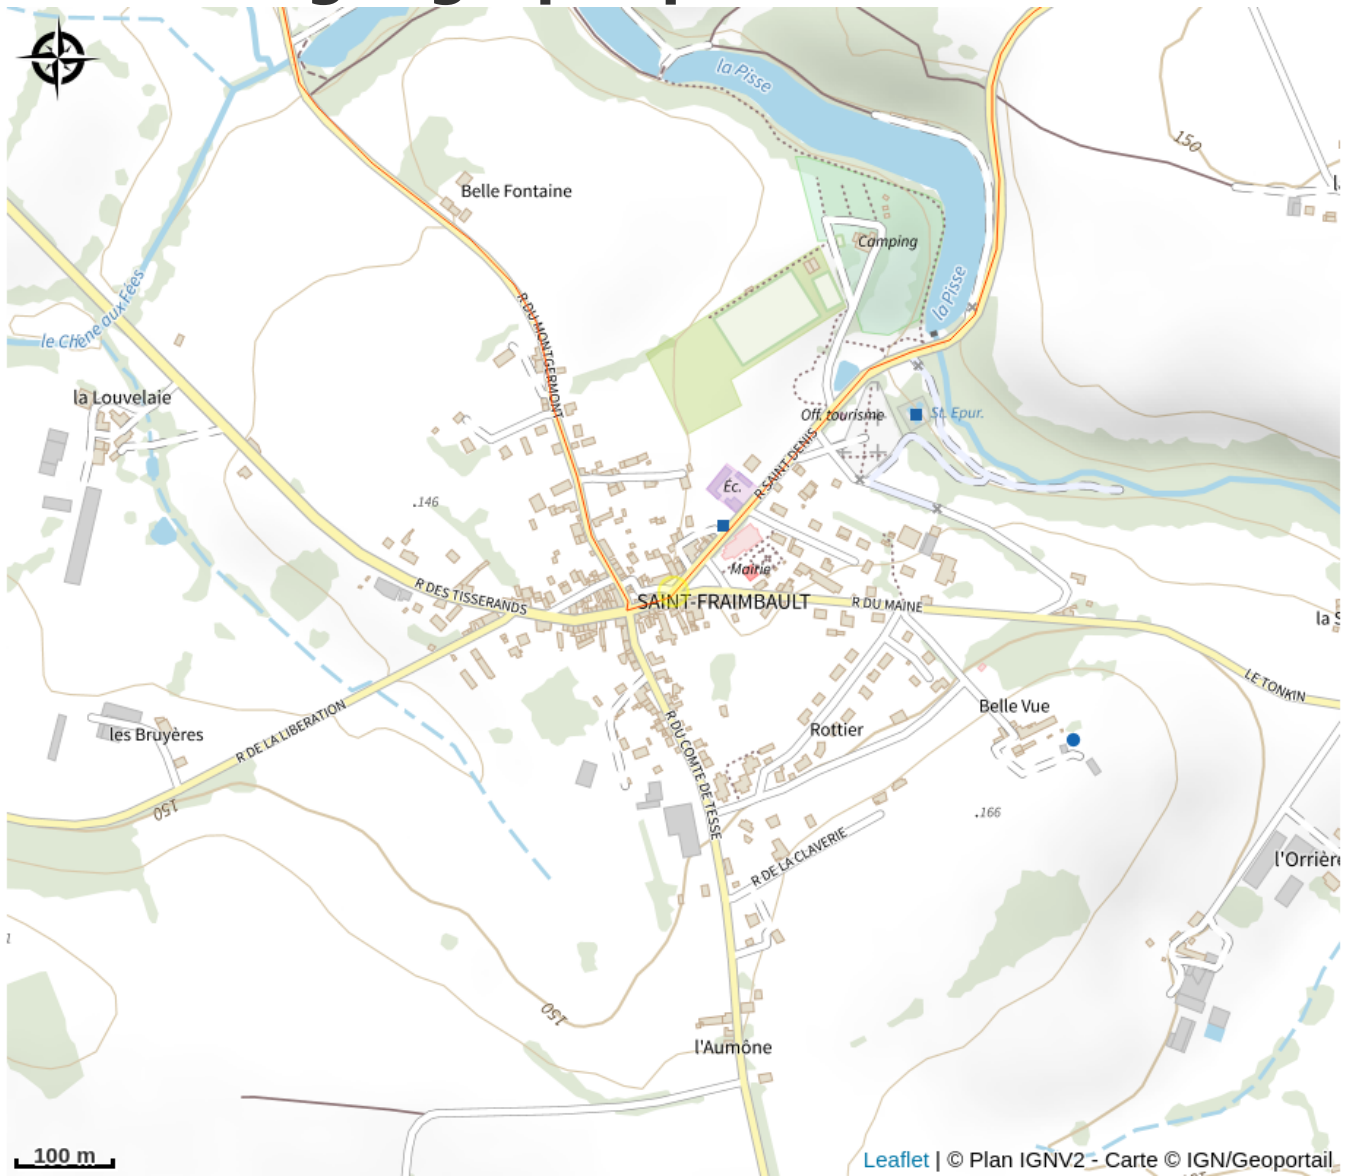 la Pisse
150
Belle Fontaine
Camping
la Pisse
le Chêne aux Fées
R DU MONTGERMONT
la Louvelaie
Off. tourisme
St. Epur.
R SAINT-DENIS
Éc.
.146
Mairie
R DES TISSERANDS
SAINT-FRAIMBAULT
R DU MAINE
LE TONKIN
Belle Vue
R DE LA LIBERATION
les Bruyères
Rottier
R DU COMTE DE TESSE
150
.166
R DE LA CLAVERIE
l'Orrière
150
l'Aumône
100 m
Leaflet | © Plan IGNV2 - Carte © IGN/Geoportail